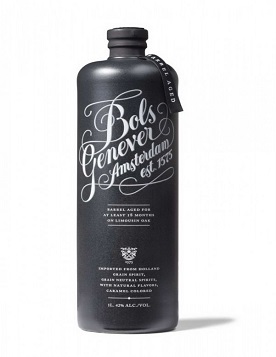 BARREL AGED
Bols
Genever
Amsterdam
est. 1575
BARREL AGED FOR
AT LEAST 18 MONTHS
ON LIMOUSIN OAK
IMPORTED FROM HOLLAND
GRAIN SPIRIT,
GRAIN NEUTRAL SPIRITS,
WITH NATURAL FLAVORS,
CARAMEL COLORED
1L 42% ALC./VOL.